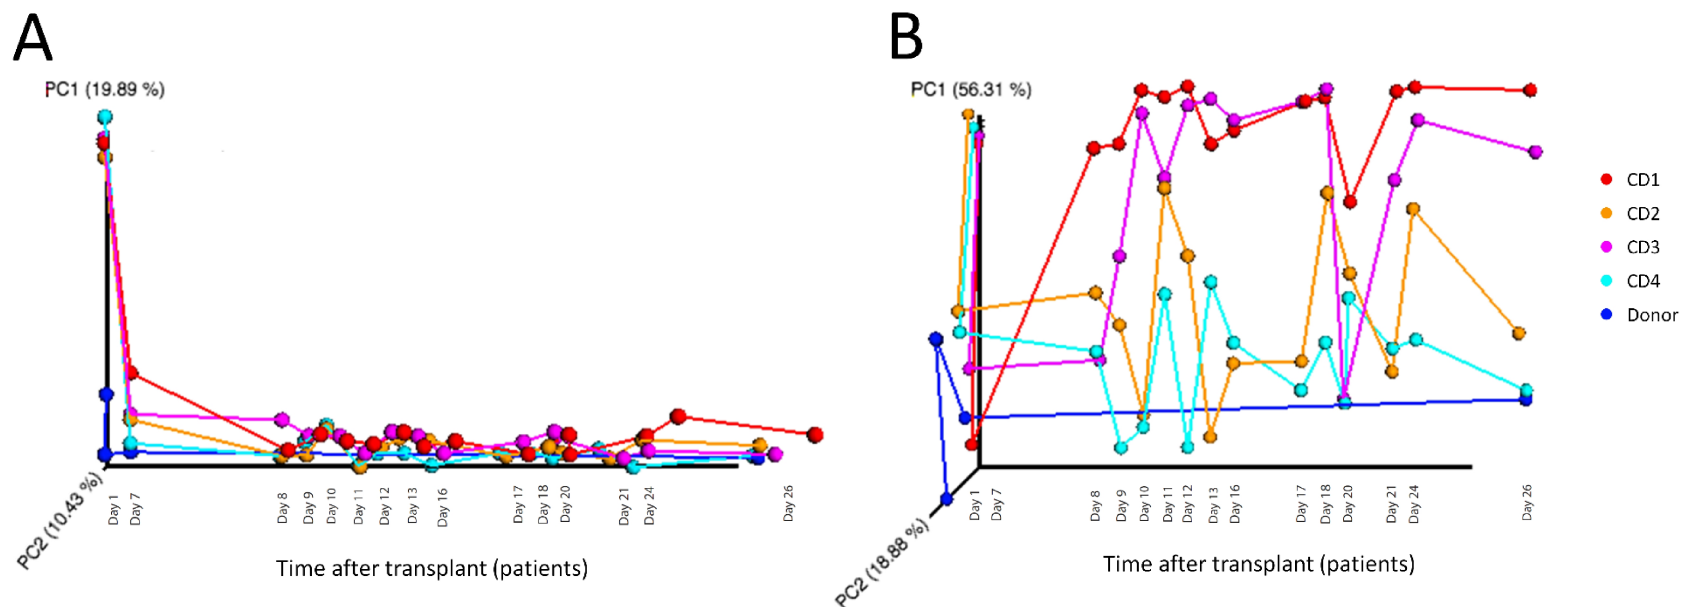 A
B
PC1 (19.89 %)
PC1 (56.31 %)
CD1
CD2
CD3
CD4
Donor
PC2 (10.43 %)
Day 1
Day 7
Day 8
Day 9
Day 10
Day 11
Day 12
Day 13
Day 16
Day 17
Day 18
Day 20
Day 21
Day 24
Day 26
Time after transplant (patients)
PC2 (18.88 %)
Day 1
Day 7
Day 8
Day 9
Day 10
Day 11
Day 12
Day 13
Day 16
Day 17
Day 18
Day 20
Day 21
Day 24
Day 26
Time after transplant (patients)